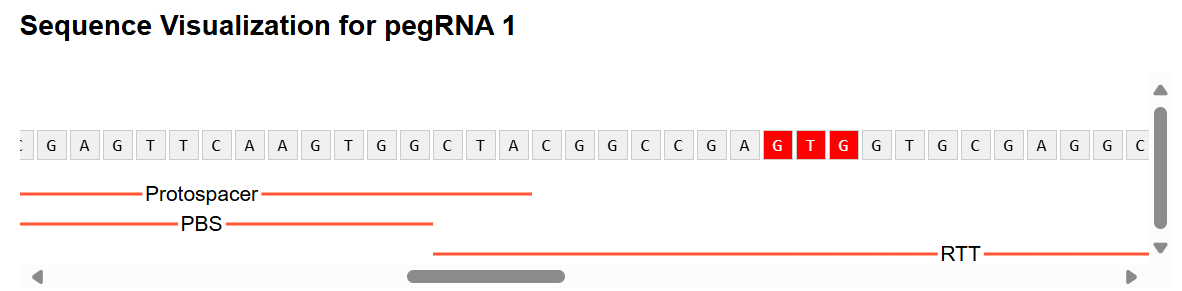 Sequence Visualization for pegRNA 1
G A G T T C A A G T G G C T A C G G C C G A G T G G T G C G A G G C
Protospacer
PBS
RTT